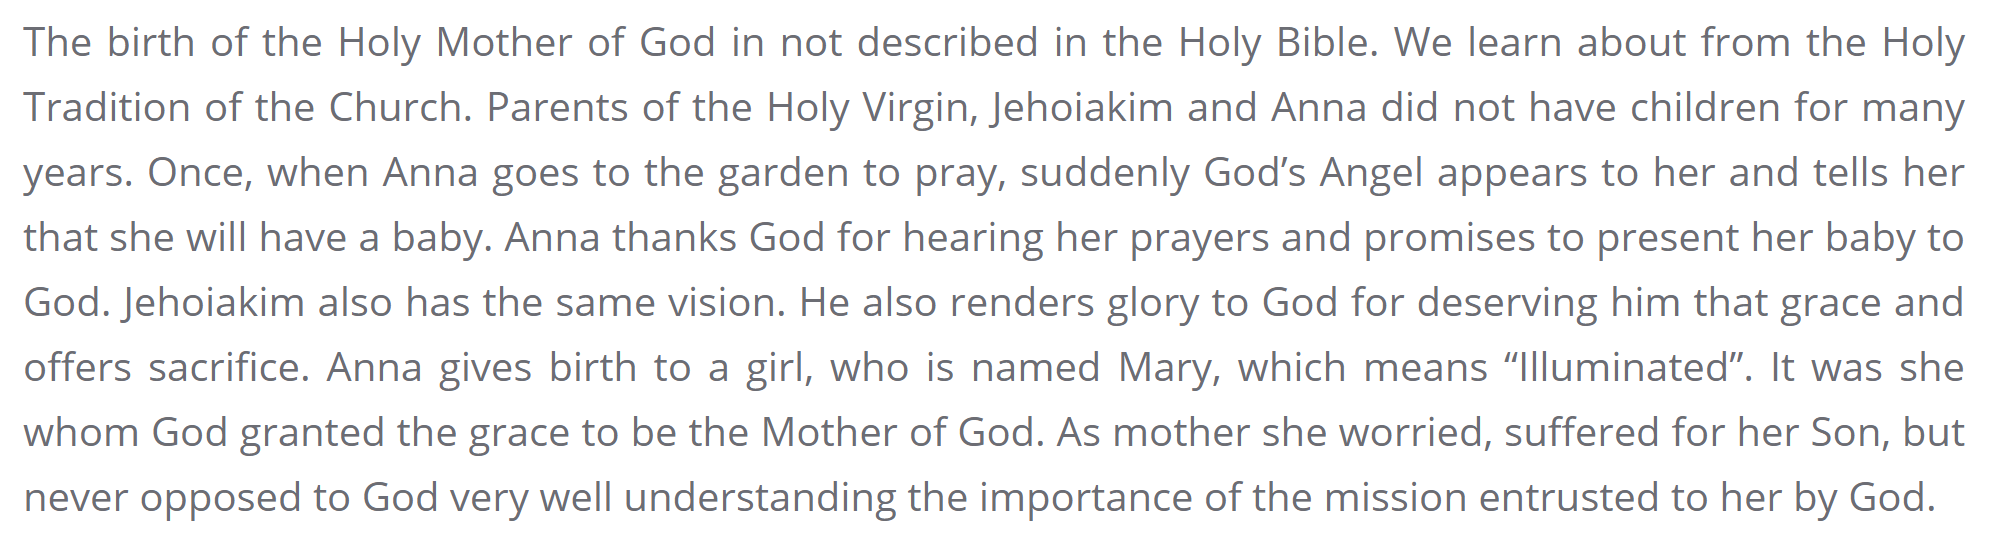 The birth of the Holy Mother of God in not described in the Holy Bible. We learn about from the Holy
Tradition of the Church. Parents of the Holy Virgin, Jehoiakim and Anna did not have children for many
years. Once, when Anna goes to the garden to pray, suddenly God’s Angel appears to her and tells her
that she will have a baby. Anna thanks God for hearing her prayers and promises to present her baby to
God. Jehoiakim also has the same vision. He also renders glory to God for deserving him that grace and
offers sacrifice. Anna gives birth to a girl, who is named Mary, which means “Illuminated”. It was she
whom God granted the grace to be the Mother of God. As mother she worried, suffered for her Son, but
never opposed to God very well understanding the importance of the mission entrusted to her by God.